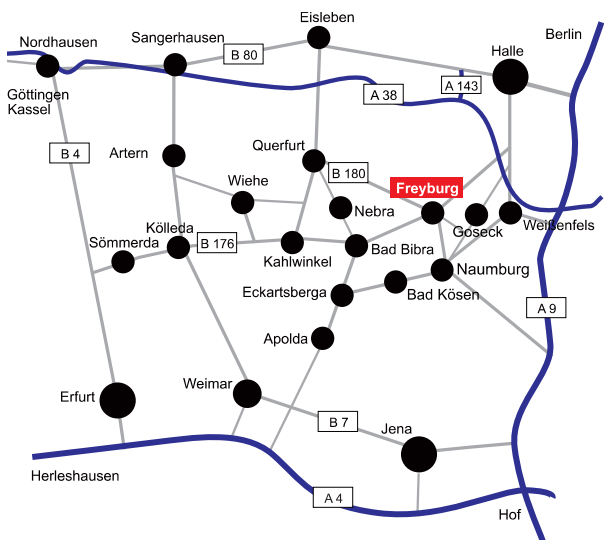 Eisleben
Berlin
Nordhausen
Sangerhausen
B 80
Halle
A 143
Göttingen
Kassel
A 38
B 4
Artern
Querfurt
B 180
Wiehe
Freyburg
Nebra
Goseck
Weißenfels
Kölleda
Sömmerda
B 176
Kahlwinkel
Bad Bibra
Naumburg
Eckartsberga
Bad Kösen
A 9
Apolda
Weimar
Erfurt
B 7
Jena
Herleshausen
A 4
Hof